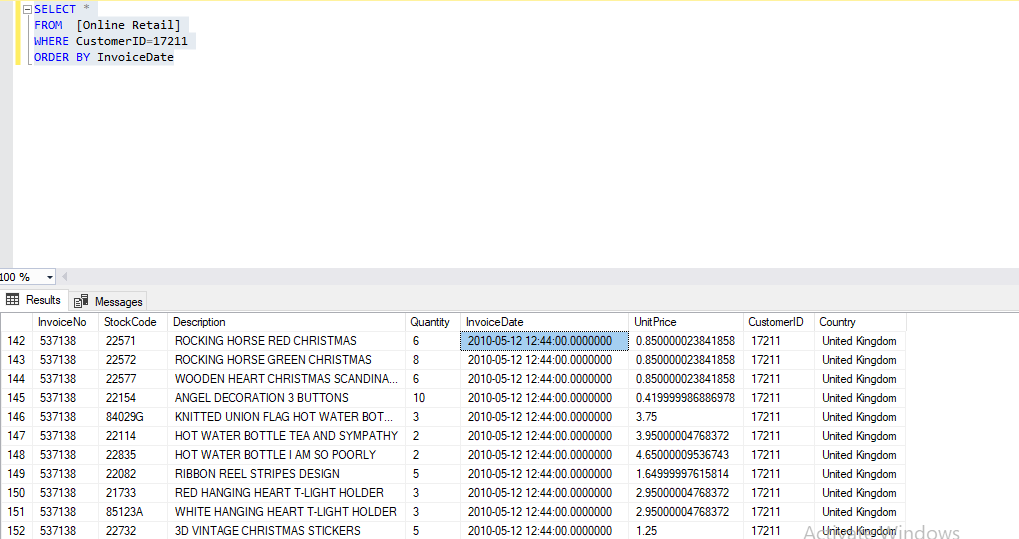 SELECT *
FROM [Online Retail]
WHERE CustomerID=17211
ORDER BY InvoiceDate
100 %
Results Messages
InvoiceNo StockCode Description Quantity InvoiceDate UnitPrice CustomerID Country
142 537138 22571 ROCKING HORSE RED CHRISTMAS 6 2010-05-12 12:44:00.0000000 0.850000023841858 17211 United Kingdom
143 537138 22572 ROCKING HORSE GREEN CHRISTMAS 8 2010-05-12 12:44:00.0000000 0.850000023841858 17211 United Kingdom
144 537138 22577 WOODEN HEART CHRISTMAS SCANDINA... 6 2010-05-12 12:44:00.0000000 0.850000023841858 17211 United Kingdom
145 537138 22154 ANGEL DECORATION 3 BUTTONS 10 2010-05-12 12:44:00.0000000 0.419999986886978 17211 United Kingdom
146 537138 84029G KNITTED UNION FLAG HOT WATER BOT... 3 2010-05-12 12:44:00.0000000 3.75 17211 United Kingdom
147 537138 22114 HOT WATER BOTTLE TEA AND SYMPATHY 2 2010-05-12 12:44:00.0000000 3.95000004768372 17211 United Kingdom
148 537138 22835 HOT WATER BOTTLE I AM SO POORLY 2 2010-05-12 12:44:00.0000000 4.65000009536743 17211 United Kingdom
149 537138 22082 RIBBON REEL STRIPES DESIGN 5 2010-05-12 12:44:00.0000000 1.64999997615814 17211 United Kingdom
150 537138 21733 RED HANGING HEART T-LIGHT HOLDER 3 2010-05-12 12:44:00.0000000 2.95000004768372 17211 United Kingdom
151 537138 85123A WHITE HANGING HEART T-LIGHT HOLDER 3 2010-05-12 12:44:00.0000000 2.95000004768372 17211 United Kingdom
152 537138 22732 3D VINTAGE CHRISTMAS STICKERS 5 2010-05-12 12:44:00.0000000 1.25 17211 United Kingdom
Activate Windows